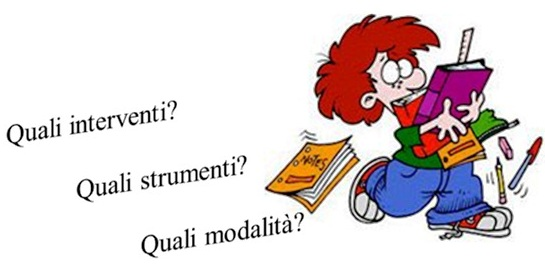 Quali interventi?
Quali strumenti?
Quali modalità?
NOTES